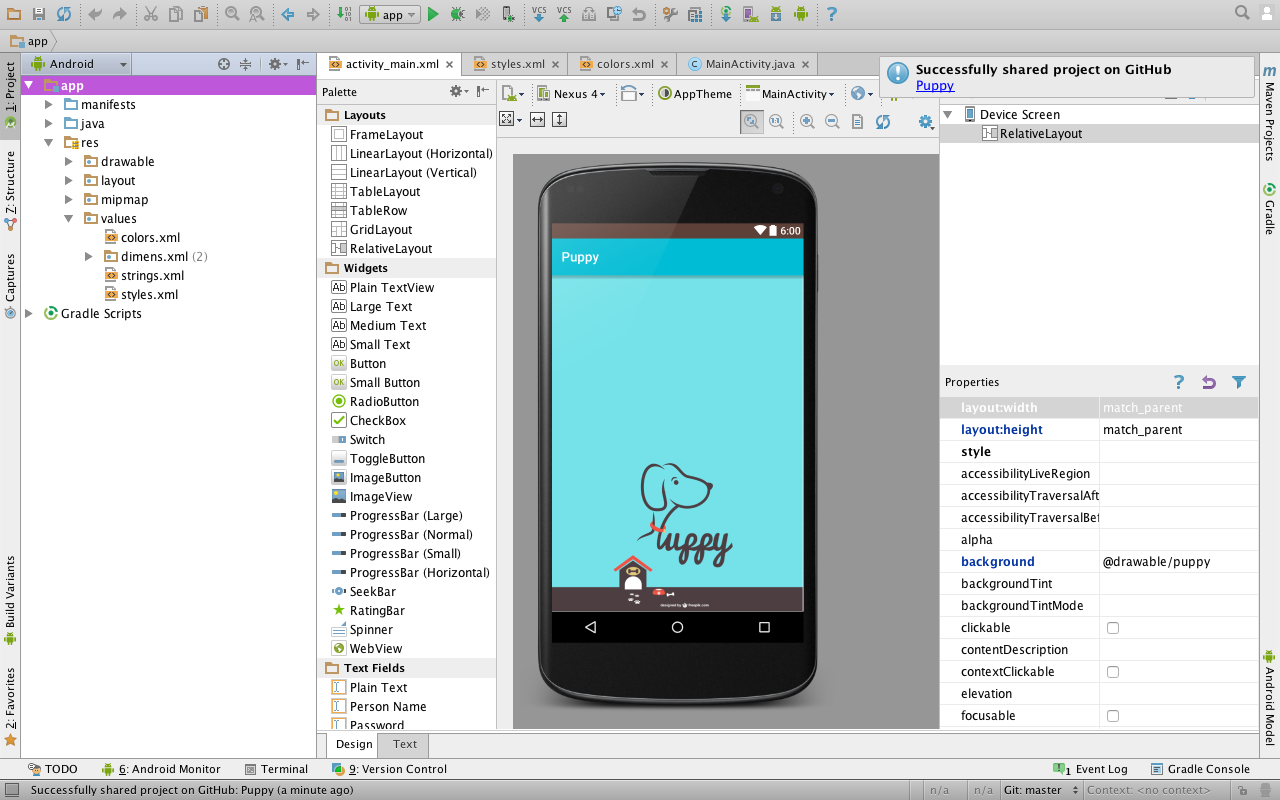 app
app
Android
activity_main.xml
styles.xml
colors.xml
MainActivity.java
Successfully shared project on GitHub
Puppy
1: Project
Z: Structure
Captures
Build Variants
2: Favorites
app
manifests
java
res
drawable
layout
mipmap
values
colors.xml
dimens.xml (2)
strings.xml
styles.xml
Gradle Scripts
Palette
Layouts
FrameLayout
LinearLayout (Horizontal)
LinearLayout (Vertical)
TableLayout
TableRow
GridLayout
RelativeLayout
Widgets
Plain TextView
Large Text
Medium Text
Small Text
Button
Small Button
RadioButton
CheckBox
Switch
ToggleButton
ImageButton
ImageView
ProgressBar (Large)
ProgressBar (Normal)
ProgressBar (Small)
ProgressBar (Horizontal)
SeekBar
RatingBar
Spinner
WebView
Text Fields
Plain Text
Person Name
Password
Nexus 4
AppTheme
MainActivity
6:00
Puppy
Puppy
designed by freepik.com
Device Screen
RelativeLayout
Properties
layout:width match_parent
layout:height match_parent
style
accessibilityLiveRegion
accessibilityTraversalAft
accessibilityTraversalBef
alpha
background @drawable/puppy
backgroundTint
backgroundTintMode
clickable
contentDescription
contextClickable
elevation
focusable
Maven Projects
Gradle
Android Model
Design
Text
TODO
6: Android Monitor
Terminal
9: Version Control
1 Event Log
Gradle Console
Successfully shared project on GitHub: Puppy (a minute ago)
n/a
n/a
Git: master
Context: <no context>